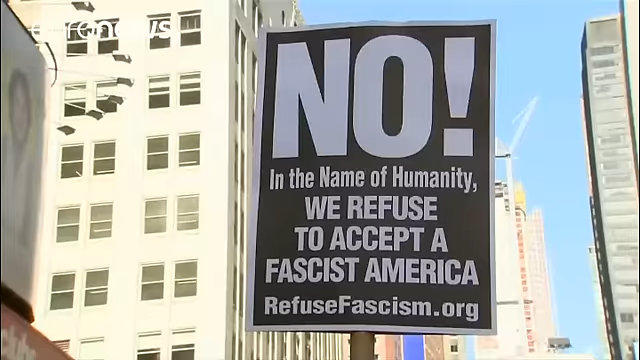 euronews
NO!
In the Name of Humanity,
WE REFUSE
TO ACCEPT A
FASCIST AMERICA
RefuseFascism.org